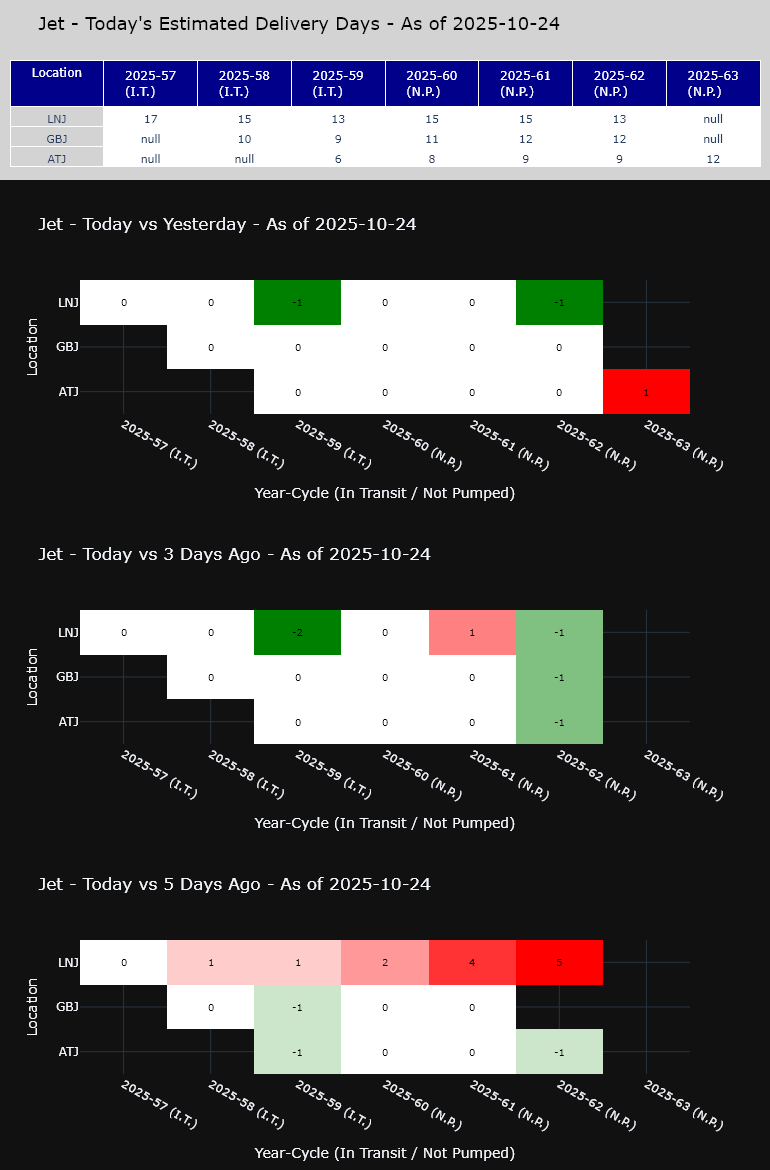 Jet - Today's Estimated Delivery Days - As of 2025-10-24
Location 2025-57 (I.T.) 2025-58 (I.T.) 2025-59 (I.T.) 2025-60 (N.P.) 2025-61 (N.P.) 2025-62 (N.P.) 2025-63 (N.P.)
LNJ 17 15 13 15 15 13 null
GBJ null 10 9 11 12 12 null
ATJ null null 6 8 9 9 12
Jet - Today vs Yesterday - As of 2025-10-24
Location
LNJ 0 0 -1 0 0 -1
GBJ 0 0 0 0 0
ATJ 0 0 0 0 1
2025-57 (I.T.) 2025-58 (I.T.) 2025-59 (I.T.) 2025-60 (N.P.) 2025-61 (N.P.) 2025-62 (N.P.) 2025-63 (N.P.)
Year-Cycle (In Transit / Not Pumped)
Jet - Today vs 3 Days Ago - As of 2025-10-24
Location
LNJ 0 0 -2 0 1 -1
GBJ 0 0 0 0 -1
ATJ 0 0 0 -1
2025-57 (I.T.) 2025-58 (I.T.) 2025-59 (I.T.) 2025-60 (N.P.) 2025-61 (N.P.) 2025-62 (N.P.) 2025-63 (N.P.)
Year-Cycle (In Transit / Not Pumped)
Jet - Today vs 5 Days Ago - As of 2025-10-24
Location
LNJ 0 1 1 2 4 5
GBJ 0 -1 0 0
ATJ -1 0 0 -1
2025-57 (I.T.) 2025-58 (I.T.) 2025-59 (I.T.) 2025-60 (N.P.) 2025-61 (N.P.) 2025-62 (N.P.) 2025-63 (N.P.)
Year-Cycle (In Transit / Not Pumped)